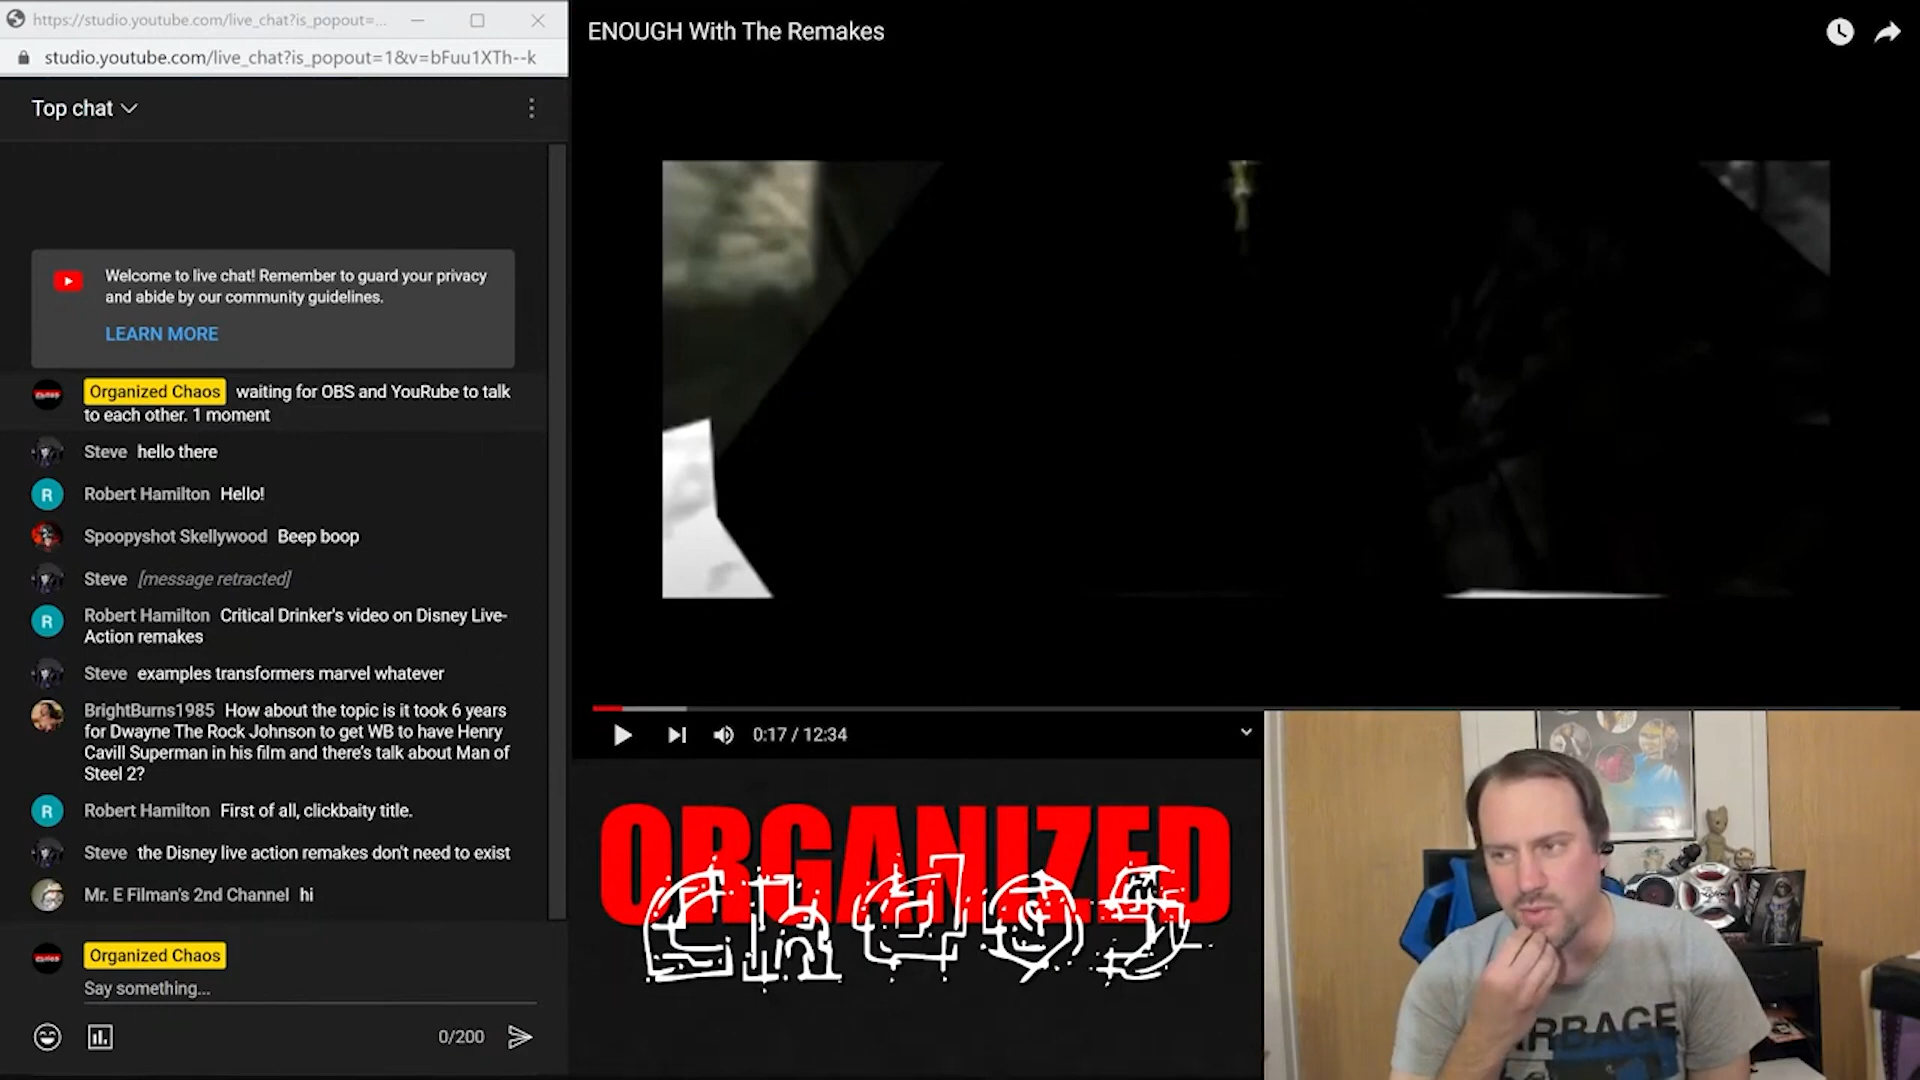 https://studio.youtube.com/live_chat?is_popout=...
studio.youtube.com/live_chat?is_popout=1&v=bFuu1XTh--k
Top chat
Welcome to live chat! Remember to guard your privacy
and abide by our community guidelines.
LEARN MORE
Organized Chaos waiting for OBS and YouRube to talk
to each other. 1 moment
Steve hello there
R
Robert Hamilton Hello!
Spoopyshot Skellywood Beep boop
Steve [message retracted]
R
Robert Hamilton Critical Drinker's video on Disney Live-
Action remakes
Steve examples transformers marvel whatever
BrightBurns1985 How about the topic is it took 6 years
for Dwayne The Rock Johnson to get WB to have Henry
Cavill Superman in his film and there's talk about Man of
Steel 2?
R
Robert Hamilton First of all, clickbaity title.
Steve the Disney live action remakes don't need to exist
Mr. E Filman's 2nd Channel hi
Organized Chaos
Say something...
0/200
ENOUGH With The Remakes
0:17 / 12:34
ORGANIZED
chaos